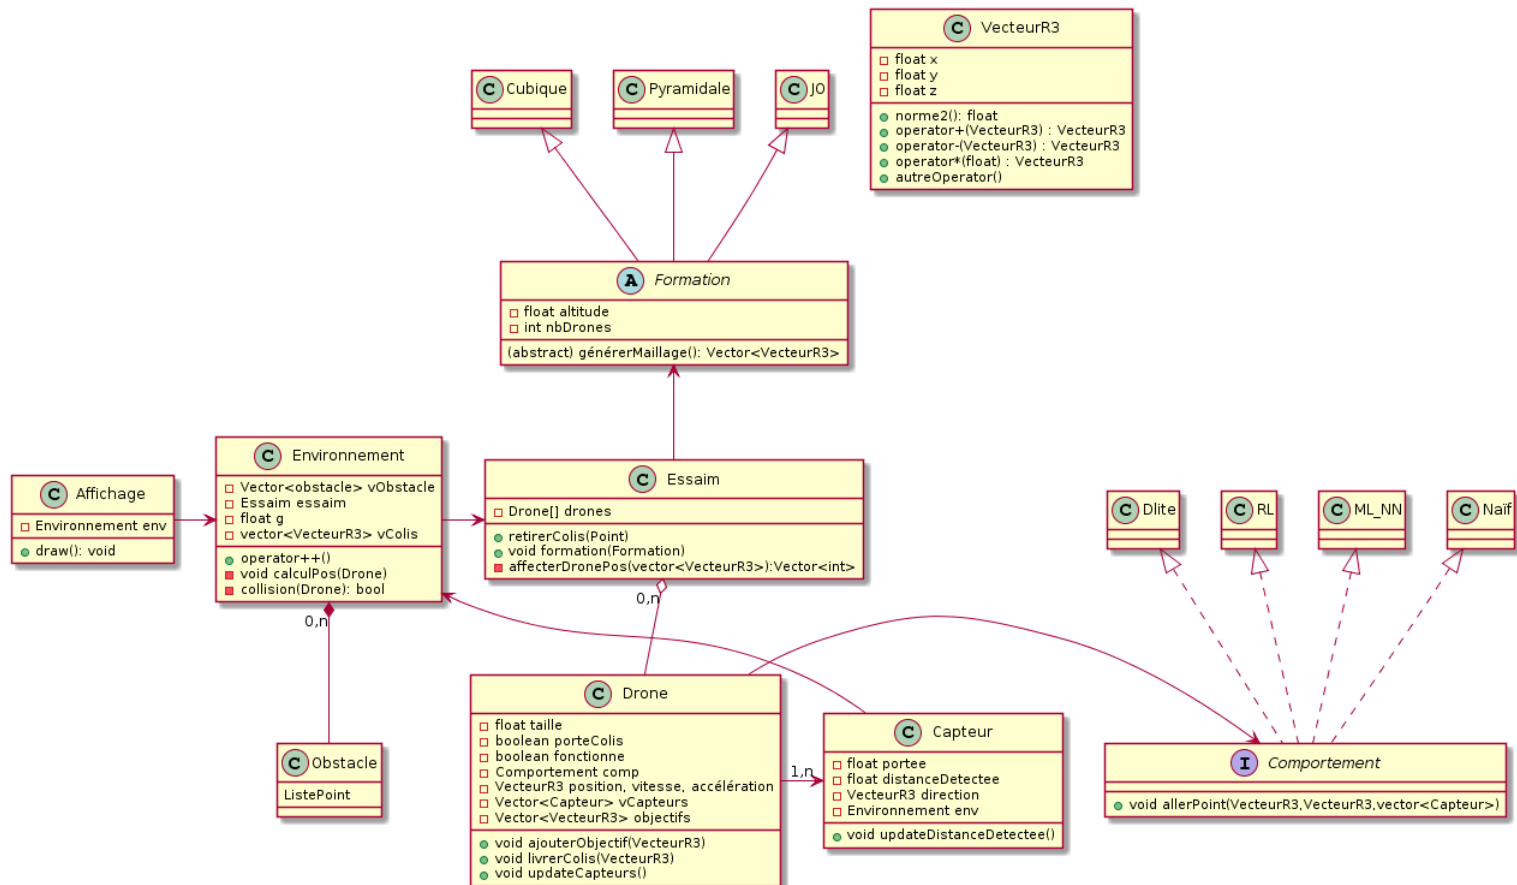 C VecteurR3
float x
float y
float z
norme2(): float
operator+(VecteurR3) : VecteurR3
operator-(VecteurR3) : VecteurR3
operator*(float) : VecteurR3
autreOperator()
C Cubique
C Pyramidale
C JO
A Formation
float altitude
int nbDrones
(abstract) générerMaillage(): Vector<VecteurR3>
C Affichage
Environnement env
draw(): void
C Environnement
Vector<obstacle> vObstacle
Essaim essaim
float g
vector<VecteurR3> vColis
operator++()
void calculPos(Drone)
collision(Drone): bool
C Essaim
Drone[] drones
retirerColis(Point)
void formation(Formation)
affecterDronePos(vector<VecteurR3>):Vector<int>
C Dlite
C RL
C ML_NN
C Naïf
0,n
0,n
C Obstacle
ListePoint
C Drone
float taille
boolean porteColis
boolean fonctionne
Comportement comp
VecteurR3 position, vitesse, accélération
Vector<Capteur> vCapteurs
Vector<VecteurR3> objectifs
void ajouterObjectif(VecteurR3)
void livrerColis(VecteurR3)
void updateCapteurs()
1,n
C Capteur
float portee
float distanceDetectee
VecteurR3 direction
Environnement env
void updateDistanceDetectee()
I Comportement
void allerPoint(VecteurR3,VecteurR3,vector<Capteur>)